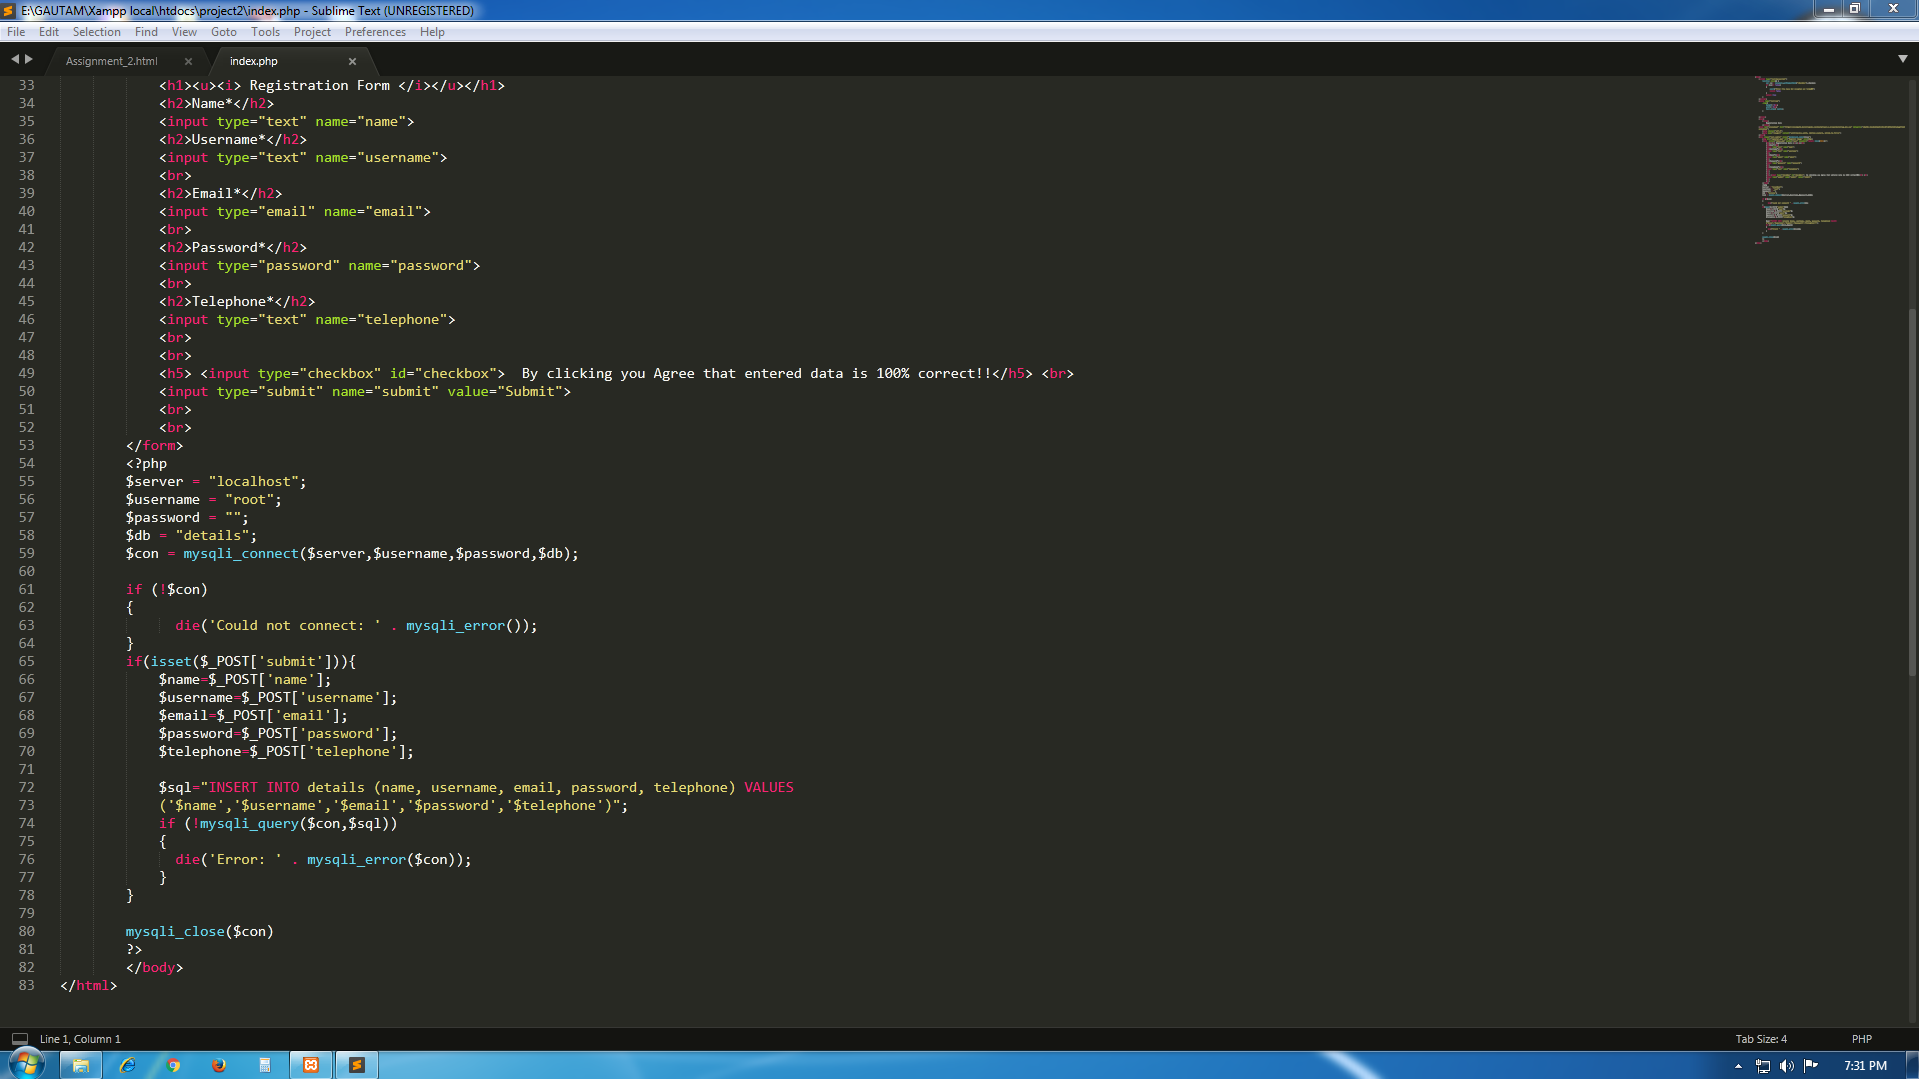 E:\GAUTAM\Xampp local\htdocs\project2\index.php - Sublime Text (UNREGISTERED)
File Edit Selection Find View Goto Tools Project Preferences Help
Assignment_2.html index.php
33 <h1><u><i> Registration Form </i></u></h1>
34 <h2>Name*</h2>
35 <input type="text" name="name">
36 <h2>Username*</h2>
37 <input type="text" name="username">
38 <br>
39 <h2>Email*</h2>
40 <input type="email" name="email">
41 <br>
42 <h2>Password*</h2>
43 <input type="password" name="password">
44 <br>
45 <h2>Telephone*</h2>
46 <input type="text" name="telephone">
47 <br>
48 <br>
49 <h5> <input type="checkbox" id="checkbox">  By clicking you Agree that entered data is 100% correct!!</h5> <br>
50 <input type="submit" name="submit" value="Submit">
51 <br>
52 <br>
53 </form>
54 <?php
55 $server = "localhost";
56 $username = "root";
57 $password = "";
58 $db = "details";
59 $con = mysqli_connect($server,$username,$password,$db);
60
61 if (!$con)
62 {
63 die('Could not connect: ' . mysqli_error());
64 }
65 if(isset($_POST['submit'])){
66 $name=$_POST['name'];
67 $username=$_POST['username'];
68 $email=$_POST['email'];
69 $password=$_POST['password'];
70 $telephone=$_POST['telephone'];
71
72 $sql="INSERT INTO details (name, username, email, password, telephone) VALUES
73 ('$name','$username','$email','$password','$telephone')";
74 if (!mysqli_query($con,$sql))
75 {
76 die('Error: ' . mysqli_error($con));
77 }
78 }
79
80 mysqli_close($con)
81 ?>
82 </body>
83 </html>
Line 1, Column 1 Tab Size: 4 PHP
7:31 PM